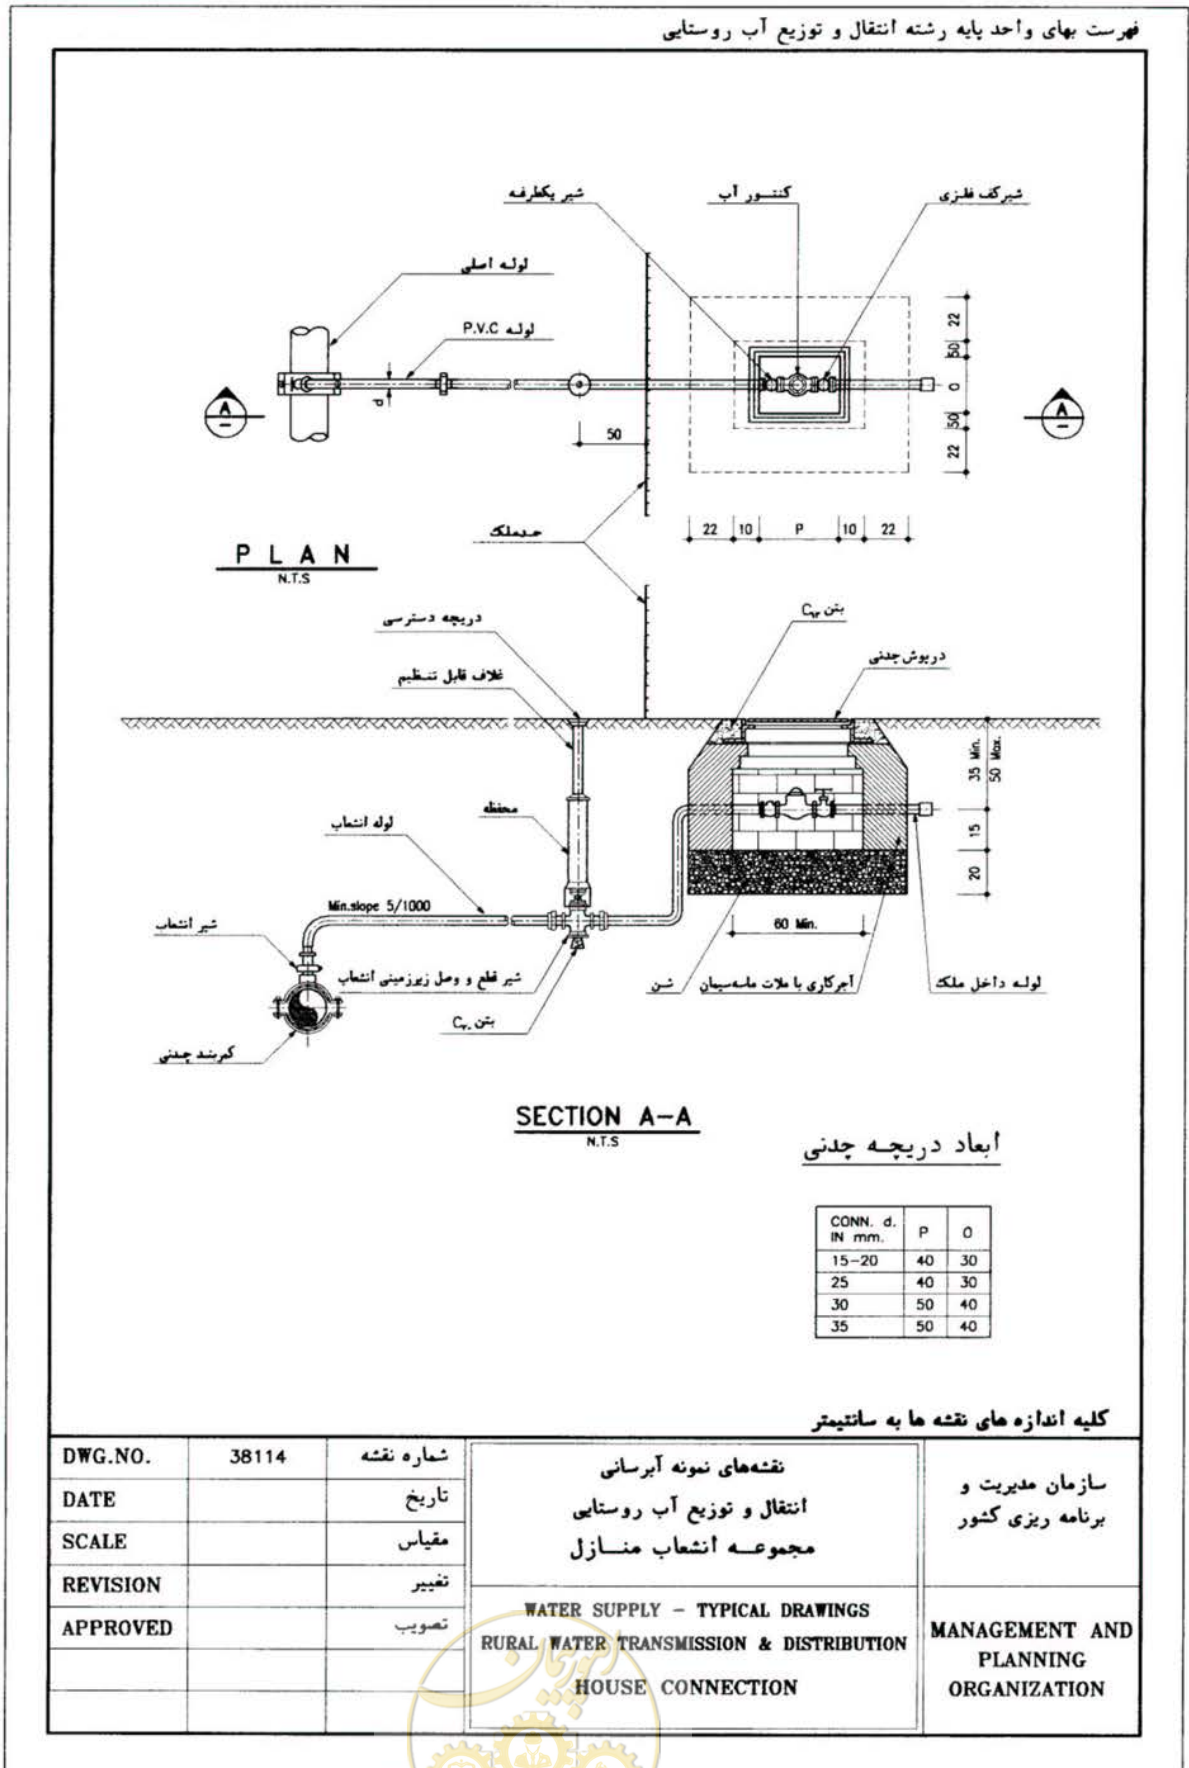 فهرست بهای واحد پایه رشته انتقال و توزیع آب روستایی
شیر یکطرفه
کنتور آب
شیرکف فلزی
لوله اصلی
لوله P.V.C
d
A
A
50
22
50
O
50
22
22
10
P
10
22
حدملک
PLAN
N.T.S
دریچه دسترسی
بتن
درپوش چدنی
غلاف قابل تنظیم
35 Min.
50 Max.
محفظه
لوله انشعاب
15
20
Min.slope 5/1000
60 Min.
شیر انشعاب
شیر قطع و وصل زیرزمینی انشعاب
شن
آجرکاری با ملات ماسه‌سیمان
لوله داخل ملک
بتن
کمربند چدنی
SECTION A-A
N.T.S
ابعاد دریچه چدنی
CONN. d. IN mm. P O
15-20 40 30
25 40 30
30 50 40
35 50 40
کلیه اندازه های نقشه ها به سانتیمتر
DWG.NO. 38114 شماره نقشه
DATE تاریخ
SCALE مقیاس
REVISION تغییر
APPROVED تصویب
نقشه‌های نمونه آبرسانی
انتقال و توزیع آب روستایی
مجموعه انشعاب منازل
WATER SUPPLY - TYPICAL DRAWINGS
RURAL WATER TRANSMISSION & DISTRIBUTION
HOUSE CONNECTION
سازمان مدیریت و
برنامه ریزی کشور
MANAGEMENT AND
PLANNING
ORGANIZATION
امور پیمان